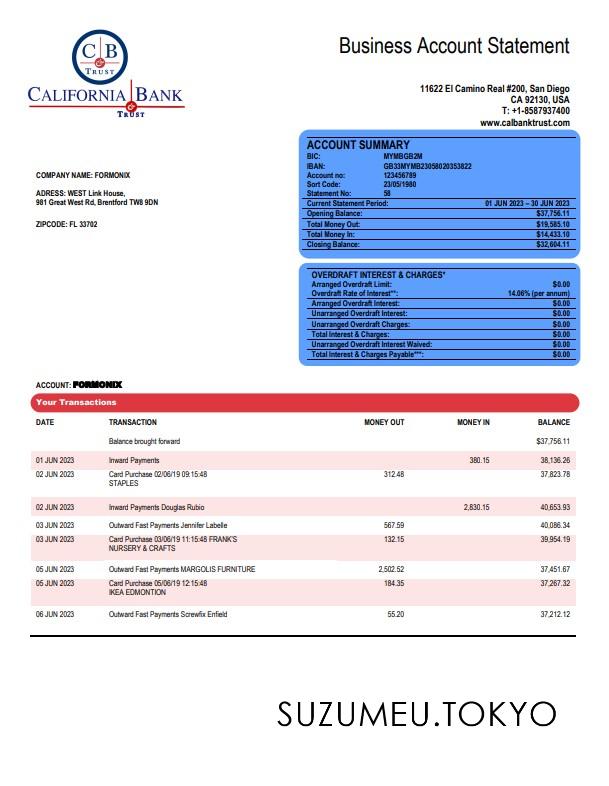 C B
TRUST
CALIFORNIA BANK
&
TRUST
Business Account Statement
11622 El Camino Real #200, San Diego
CA 92130, USA
T: +1-8587937400
www.calbanktrust.com
ACCOUNT SUMMARY
BIC: MYMBGB2M
IBAN: GB33MYMB23058020353822
Account no: 123456789
Sort Code: 23/05/1980
Statement No: 58
Current Statement Period: 01 JUN 2023 – 30 JUN 2023
Opening Balance: $37,756.11
Total Money Out: $19,585.10
Total Money In: $14,433.10
Closing Balance: $32,604.11
COMPANY NAME: FORMONIX
ADRESS: WEST Link House,
981 Great West Rd, Brentford TW8 9DN
ZIPCODE: FL 33702
OVERDRAFT INTEREST & CHARGES*
Arranged Overdraft Limit: $0.00
Overdraft Rate of Interest**: 14.06% (per annum)
Arranged Overdraft Interest: $0.00
Unarranged Overdraft Interest: $0.00
Unarranged Overdraft Charges: $0.00
Total Interest & Charges: $0.00
Unarranged Overdraft Interest Waived: $0.00
Total Interest & Charges Payable***: $0.00
ACCOUNT: FORMONIX
Your Transactions
DATE TRANSACTION MONEY OUT MONEY IN BALANCE
Balance brought forward $37,756.11
01 JUN 2023 Inward Payments 380.15 38,136.26
02 JUN 2023 Card Purchase 02/06/19 09:15:48 312.48 37,823.78
STAPLES
02 JUN 2023 Inward Payments Douglas Rubio 2,830.15 40,653.93
03 JUN 2023 Outward Fast Payments Jennifer Labelle 567.59 40,086.34
03 JUN 2023 Card Purchase 03/06/19 11:15:48 FRANK'S 132.15 39,954.19
NURSERY & CRAFTS
05 JUN 2023 Outward Fast Payments MARGOLIS FURNITURE 2,502.52 37,451.67
05 JUN 2023 Card Purchase 05/06/19 12:15:48 184.35 37,267.32
IKEA EDMONTION
06 JUN 2023 Outward Fast Payments Screwfix Enfield 55.20 37,212.12
SUZUMEU.TOKYO